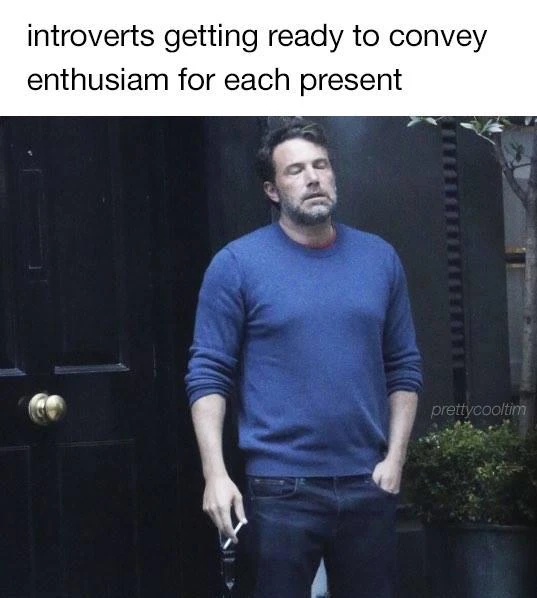 introverts getting ready to convey
enthusiam for each present
prettycooltim